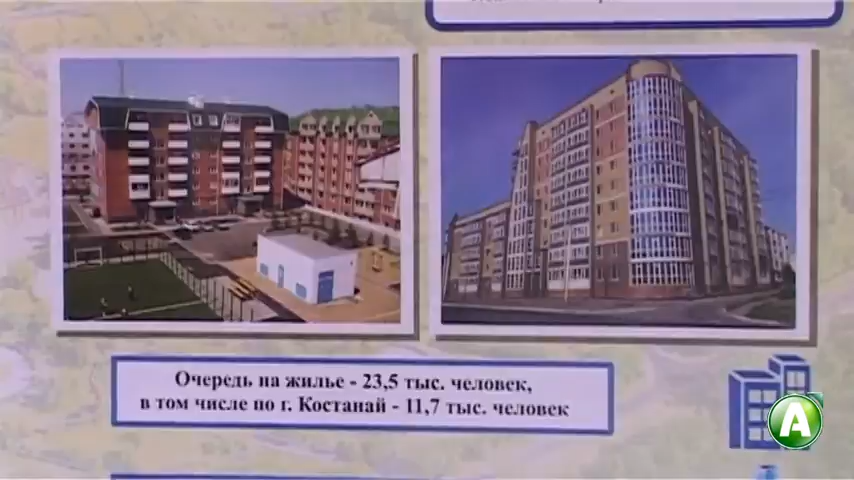 Очередь на жилье - 23,5 тыс. человек,
в том числе по г. Костанай - 11,7 тыс. человек
А